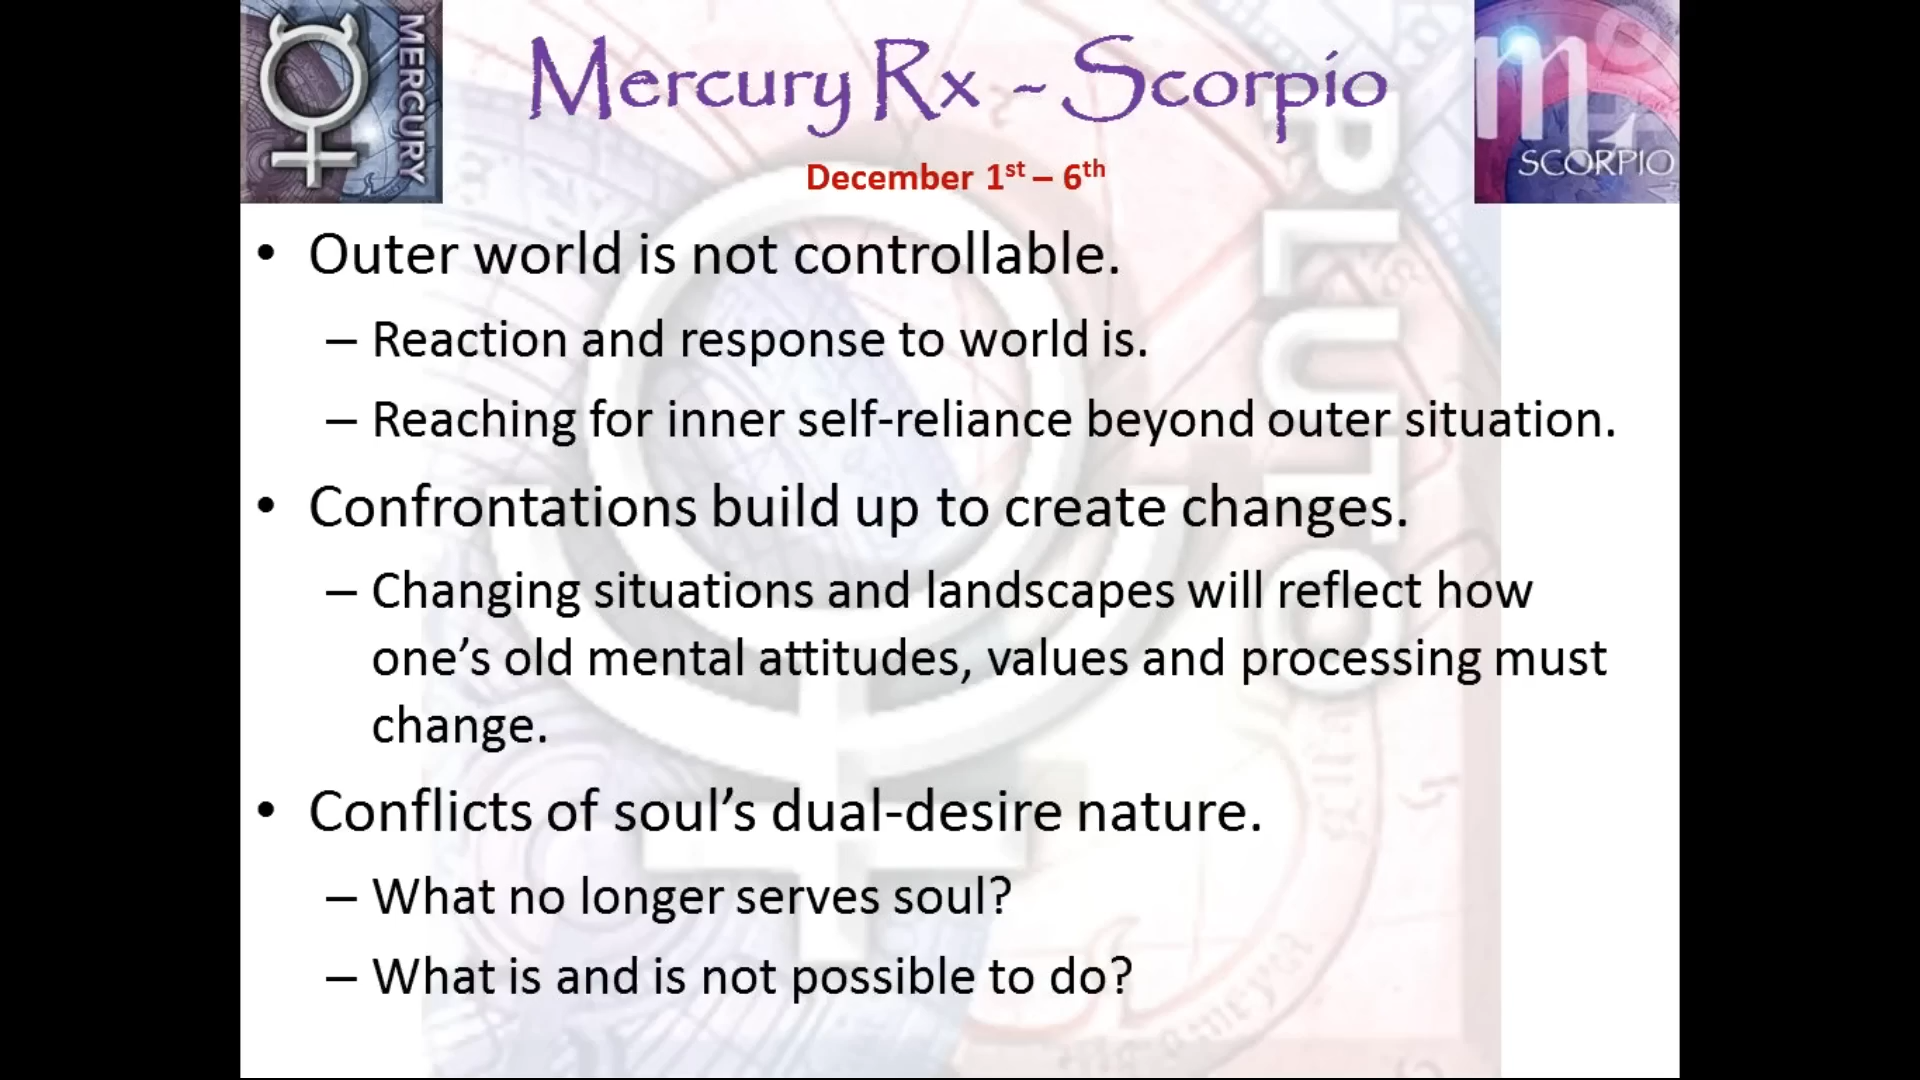 MERCURY
Mercury Rx ~ Scorpio
SCORPIO
December 1st – 6th
PLUTO
• Outer world is not controllable.
– Reaction and response to world is.
– Reaching for inner self-reliance beyond outer situation.
• Confrontations build up to create changes.
– Changing situations and landscapes will reflect how
one’s old mental attitudes, values and processing must
change.
• Conflicts of soul’s dual-desire nature.
– What no longer serves soul?
– What is and is not possible to do?